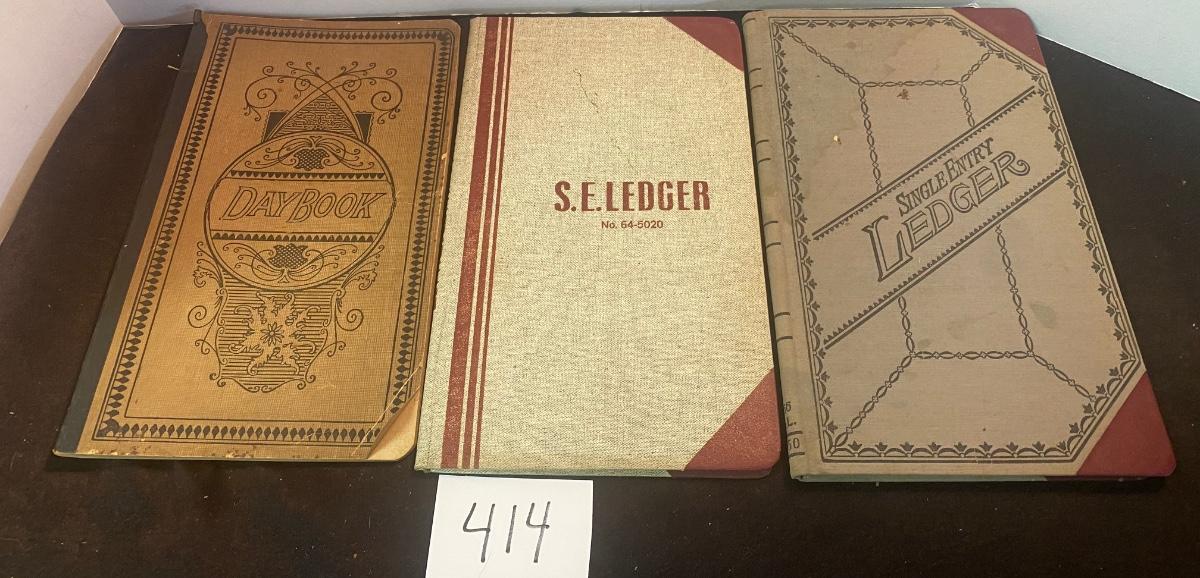 DAY BOOK
S.E. LEDGER
No. 64-5020
SINGLE ENTRY
LEDGER
414